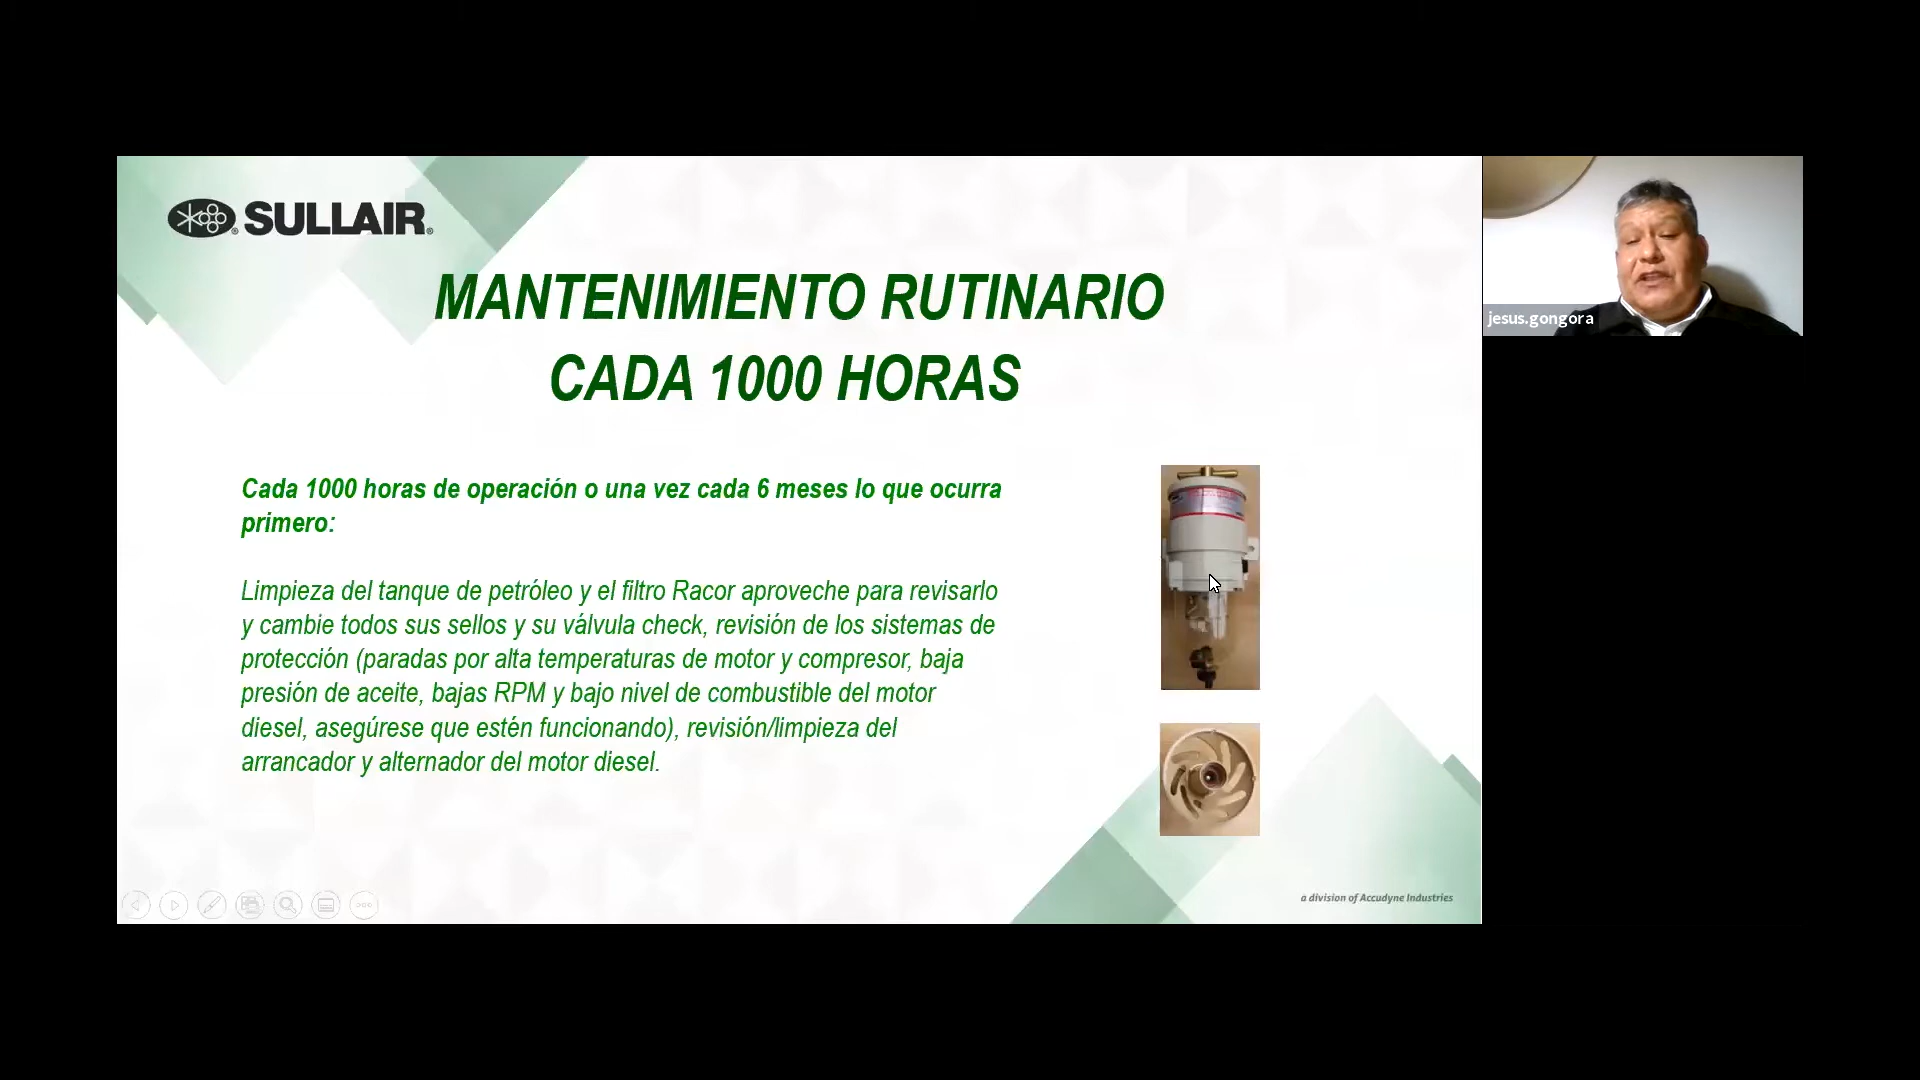 SULLAIR
MANTENIMIENTO RUTINARIO
CADA 1000 HORAS
Cada 1000 horas de operación o una vez cada 6 meses lo que ocurra
primero:
Limpieza del tanque de petróleo y el filtro Racor aproveche para revisarlo
y cambie todos sus sellos y su válvula check, revisión de los sistemas de
protección (paradas por alta temperaturas de motor y compresor, baja
presión de aceite, bajas RPM y bajo nivel de combustible del motor
diesel, asegúrese que estén funcionando), revisión/limpieza del
arrancador y alternador del motor diesel.
a division of Accudyne Industries
jesus.gongora